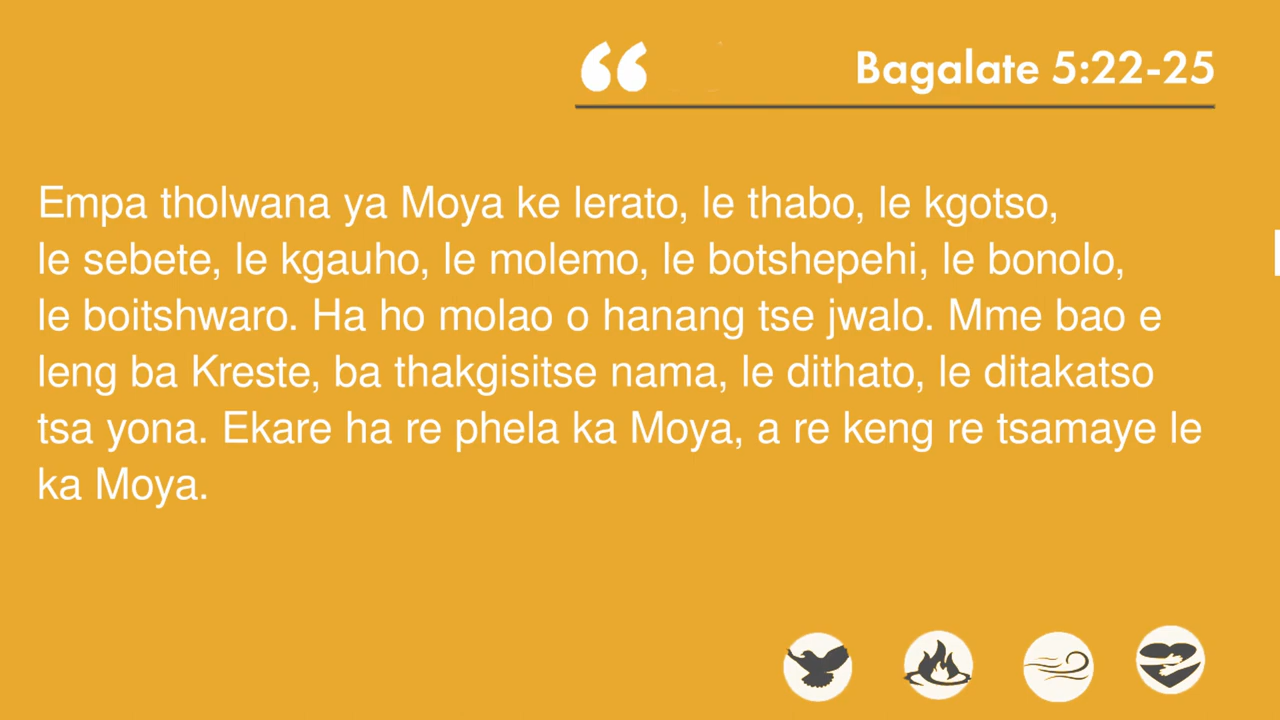 “ Bagalate 5:22-25
Empa tholwana ya Moya ke lerato, le thabo, le kgotso,
le sebete, le kgauho, le molemo, le botshepehi, le bonolo,
le boitshwaro. Ha ho molao o hanang tse jwalo. Mme bao e
leng ba Kreste, ba thakgisitse nama, le dithato, le ditakatso
tsa yona. Ekare ha re phela ka Moya, a re keng re tsamaye le
ka Moya.